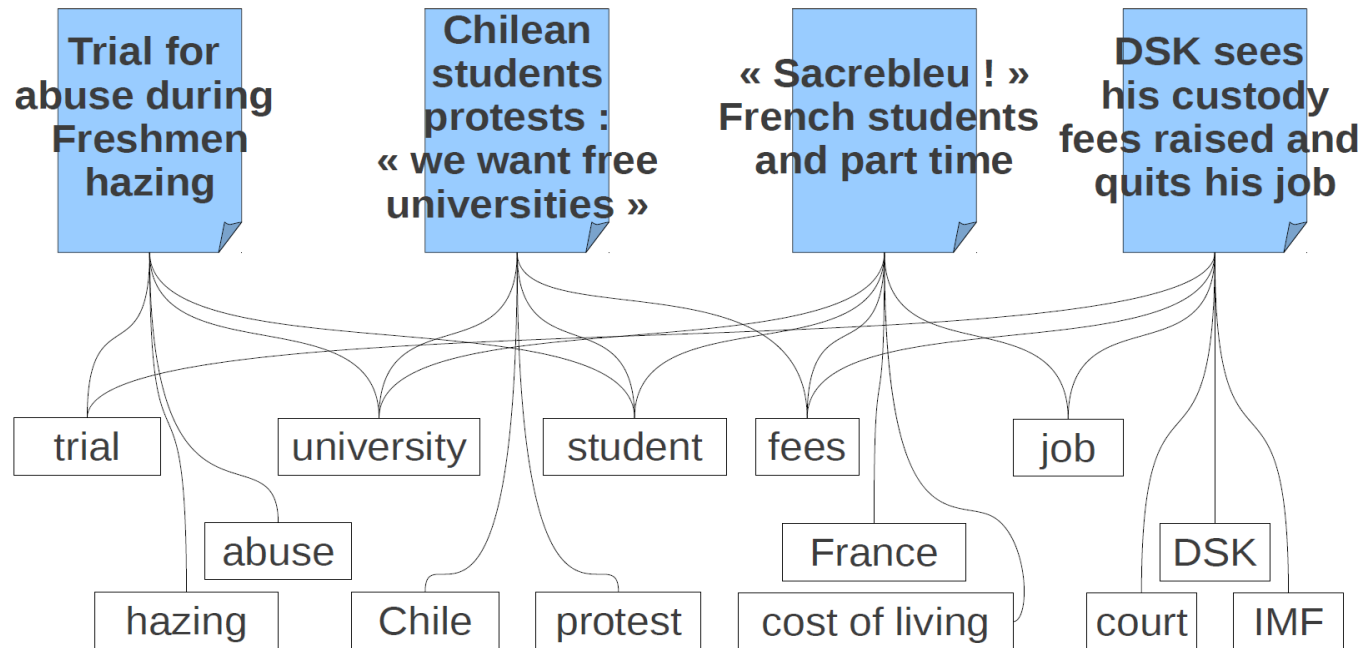 Trial for
abuse during
Freshmen
hazing
Chilean
students
protests :
« we want free
universities »
« Sacrebleu ! »
French students
and part time
DSK sees
his custody
fees raised and
quits his job
trial
university
student
fees
job
abuse
France
DSK
hazing
Chile
protest
cost of living
court
IMF